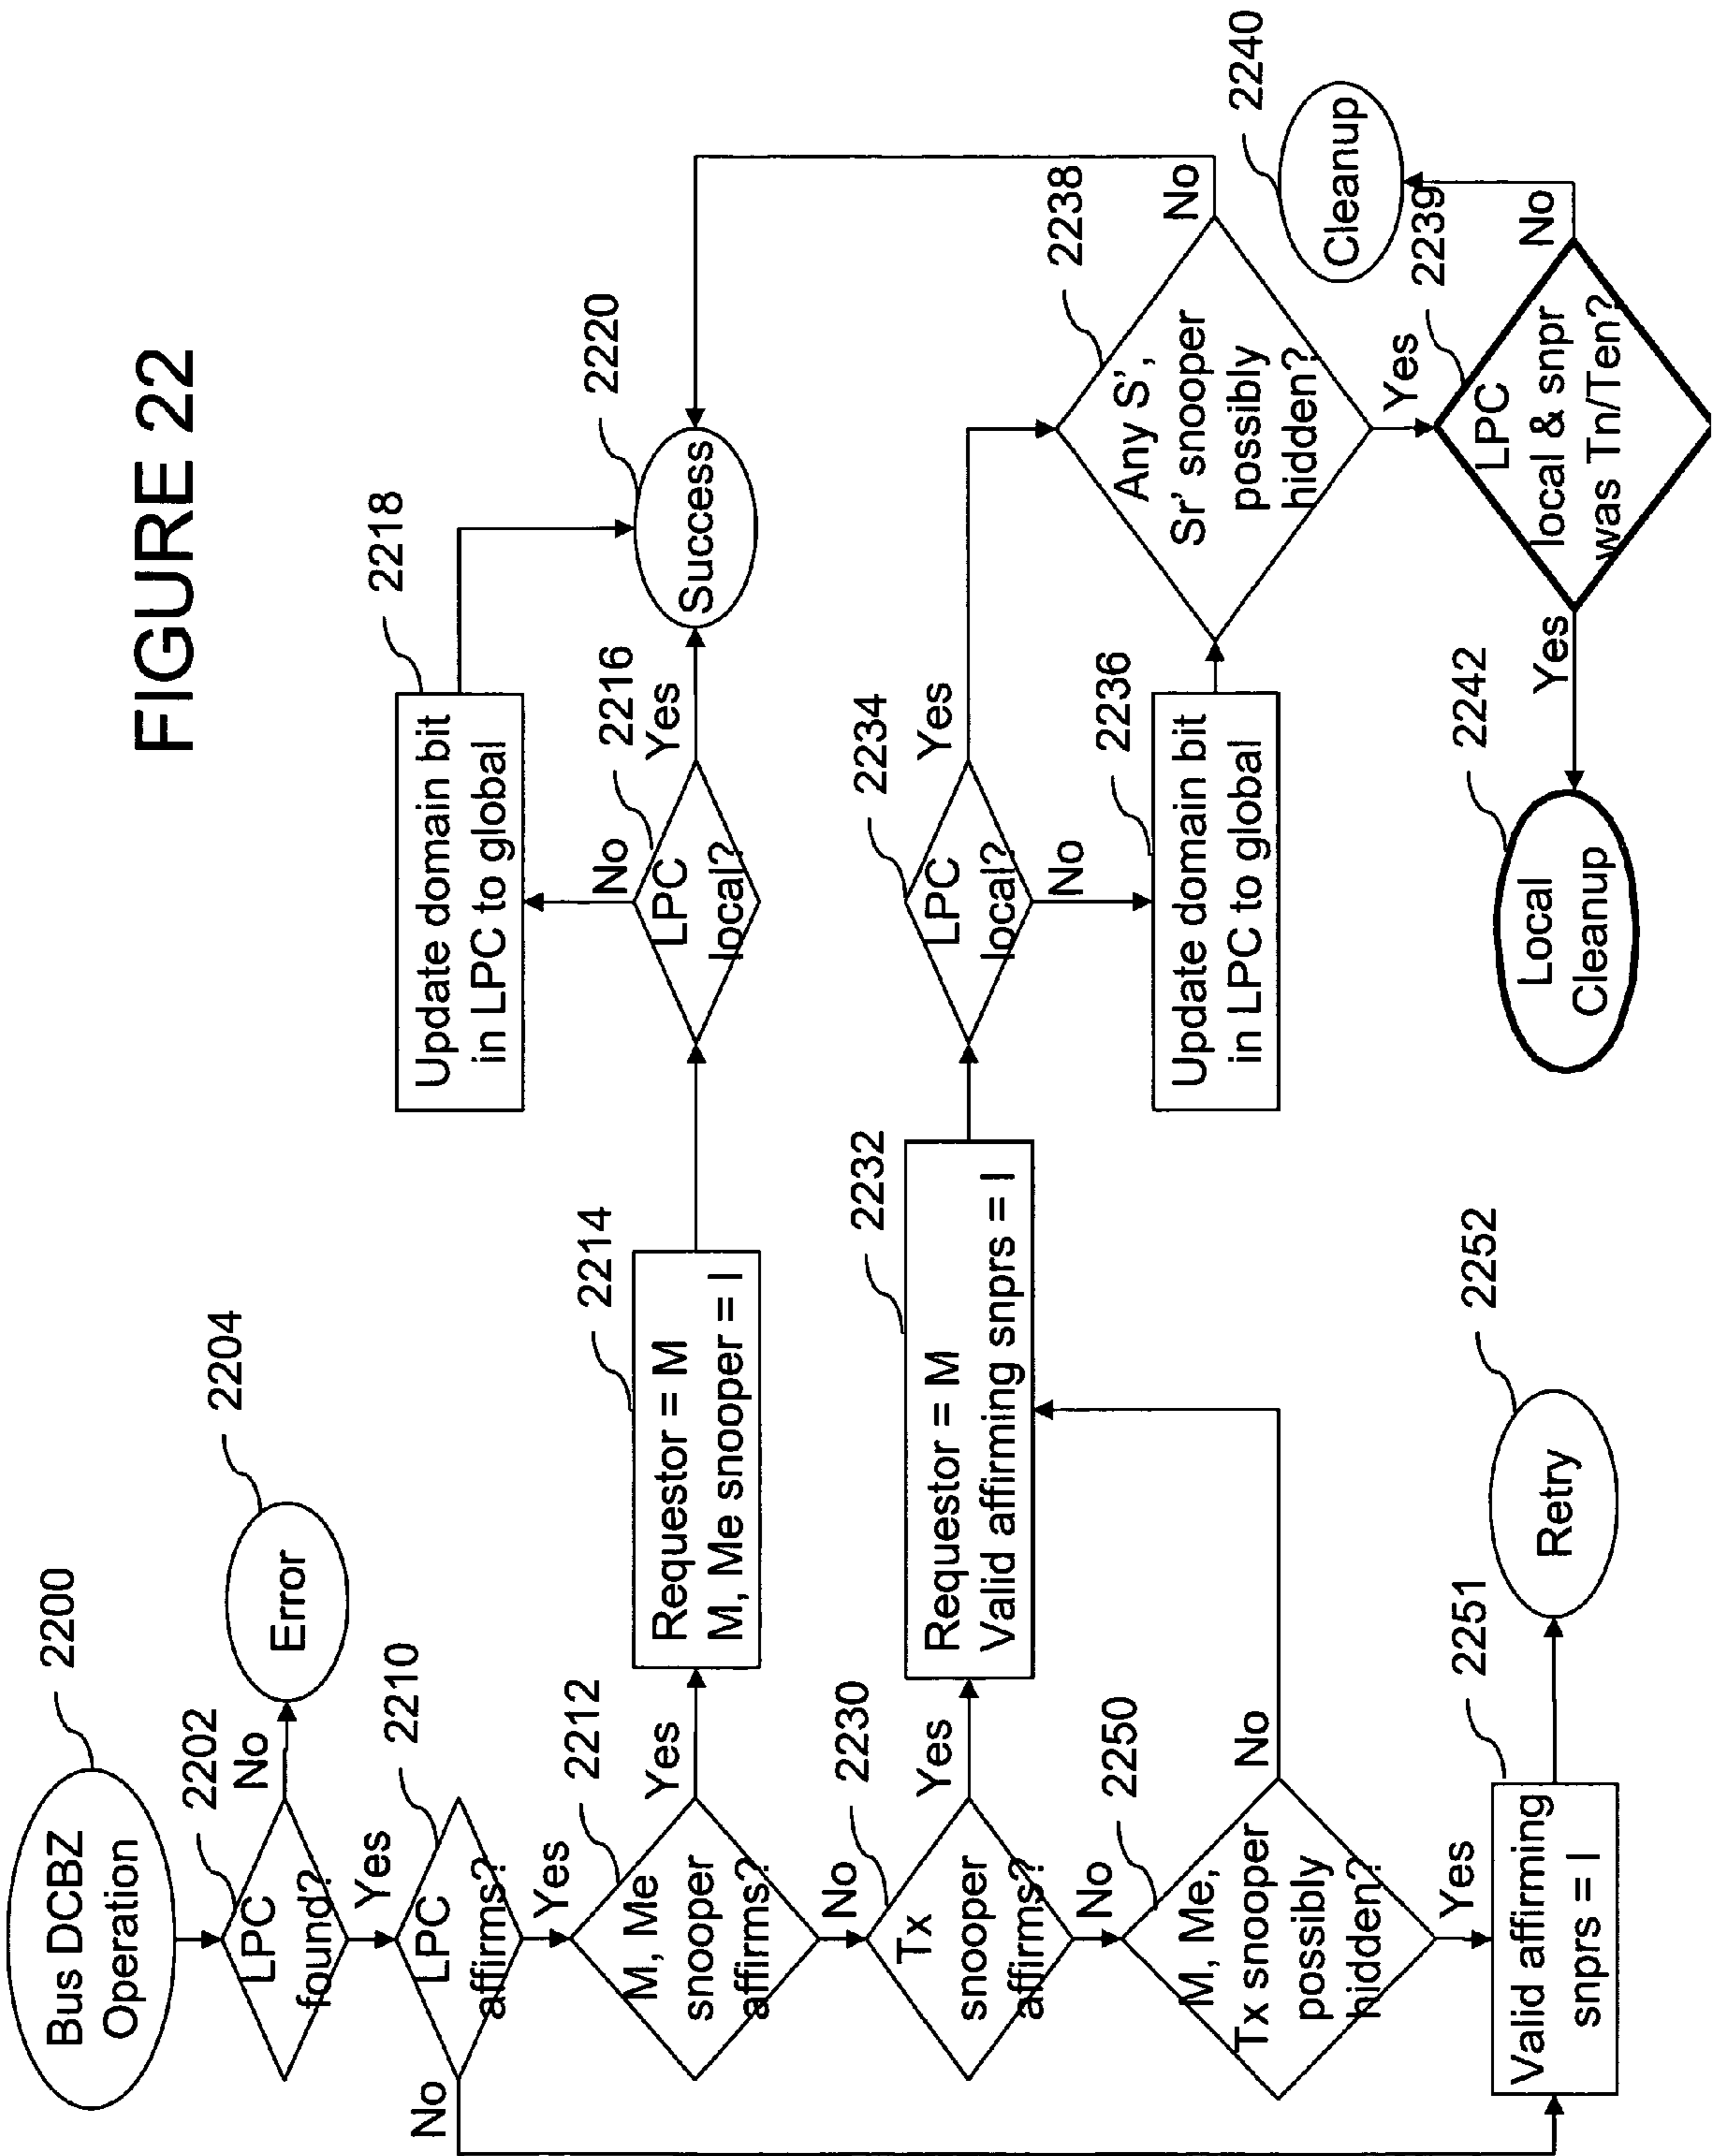 FIGURE 22
Bus DCBZ
Operation
2200
LPC
found?
2202
No
Error
2204
Yes
LPC
affirms?
2210
No
Yes
M, Me
snooper
affirms?
2212
Yes
Requestor = M
M, Me snooper = I
2214
LPC
local?
2216
No
Update domain bit
in LPC to global
2218
Yes
Success
2220
No
Tx
snooper
affirms?
2230
Yes
Requestor = M
Valid affirming snprs = I
2232
LPC
local?
2234
Yes
No
Update domain bit
in LPC to global
2236
Any S',
Sr' snooper
possibly
hidden?
2238
No
Yes
LPC
local & snpr
was Tn/Ten?
2239
No
Cleanup
2240
Yes
Local
Cleanup
2242
No
M, Me,
Tx snooper
possibly
hidden?
2250
No
Yes
Valid affirming
snprs = I
2251
Retry
2252